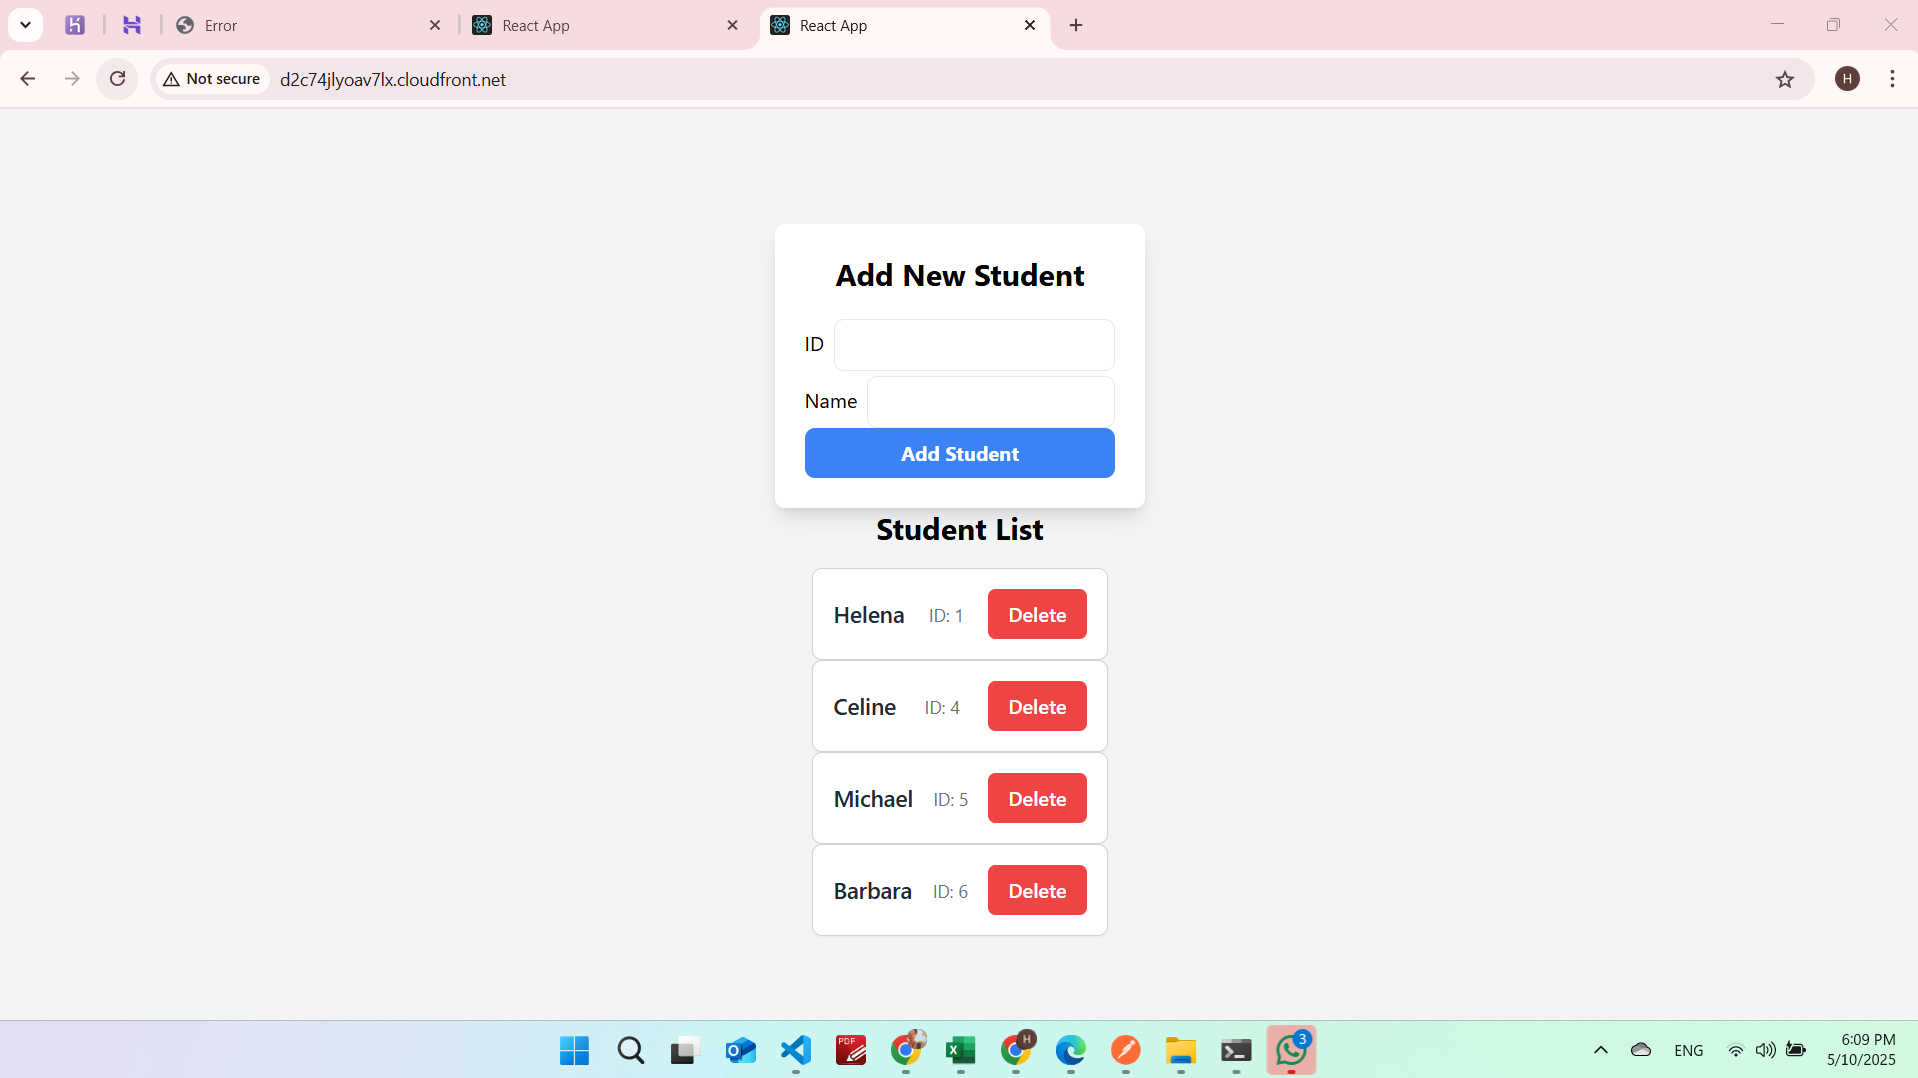 Error
React App
React App
Not secure
d2c74jlyoav7lx.cloudfront.net
H
Add New Student
ID
Name
Add Student
Student List
Helena ID: 1 Delete
Celine ID: 4 Delete
Michael ID: 5 Delete
Barbara ID: 6 Delete
PDF
H
3
ENG
6:09 PM
5/10/2025